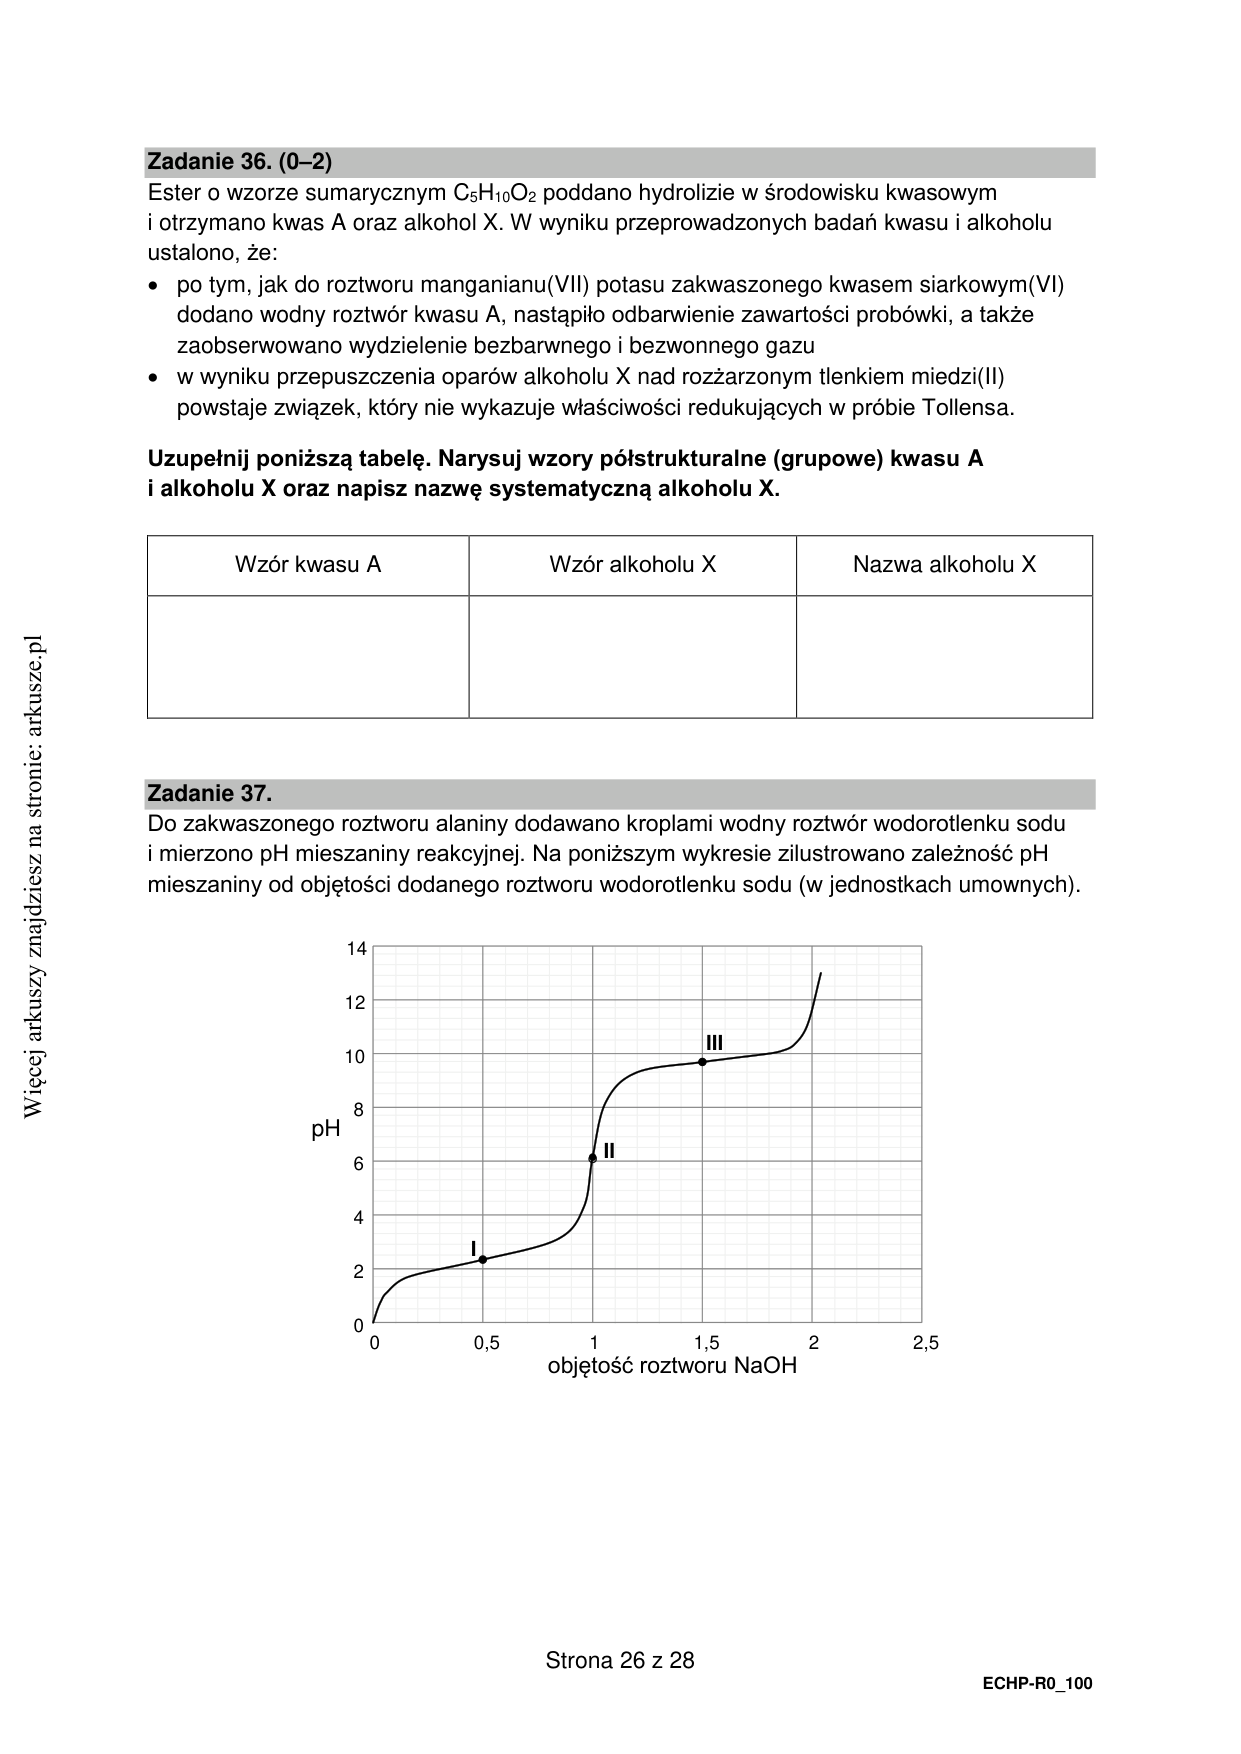 Zadanie 36. (0–2)
Ester o wzorze sumarycznym C₅H₁₀O₂ poddano hydrolizie w środowisku kwasowym
i otrzymano kwas A oraz alkohol X. W wyniku przeprowadzonych badań kwasu i alkoholu
ustalono, że:
• po tym, jak do roztworu manganianu(VII) potasu zakwaszonego kwasem siarkowym(VI)
dodano wodny roztwór kwasu A, nastąpiło odbarwienie zawartości probówki, a także
zaobserwowano wydzielenie bezbarwnego i bezwonnego gazu
• w wyniku przepuszczenia oparów alkoholu X nad rozżarzonym tlenkiem miedzi(II)
powstaje związek, który nie wykazuje właściwości redukujących w próbie Tollensa.
Uzupełnij poniższą tabelę. Narysuj wzory półstrukturalne (grupowe) kwasu A
i alkoholu X oraz napisz nazwę systematyczną alkoholu X.
Wzór kwasu A
Wzór alkoholu X
Nazwa alkoholu X
Zadanie 37.
Do zakwaszonego roztworu alaniny dodawano kroplami wodny roztwór wodorotlenku sodu
i mierzono pH mieszaniny reakcyjnej. Na poniższym wykresie zilustrowano zależność pH
mieszaniny od objętości dodanego roztworu wodorotlenku sodu (w jednostkach umownych).
14
12
10
8
6
4
2
0
pH
I
II
III
0
0,5
1
1,5
2
2,5
objętość roztworu NaOH
Strona 26 z 28
ECHP-R0_100
Więcej arkuszy znajdziesz na stronie: arkusze.pl